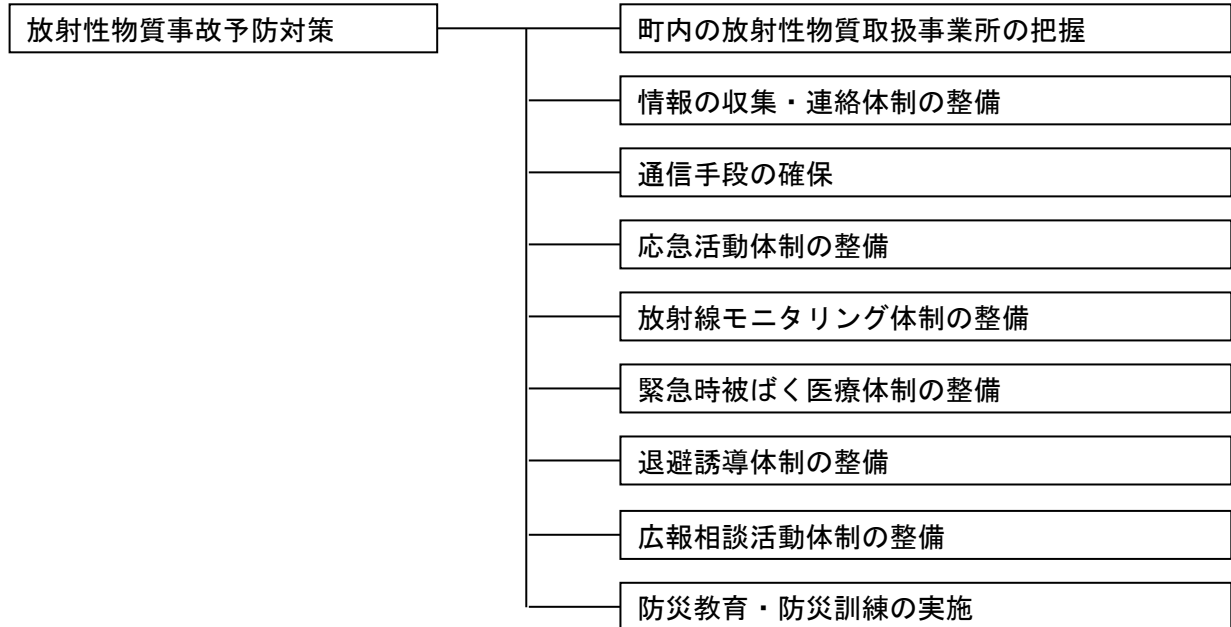 放射性物質事故予防対策
町内の放射性物質取扱事業所の把握
情報の収集・連絡体制の整備
通信手段の確保
応急活動体制の整備
放射線モニタリング体制の整備
緊急時被ばく医療体制の整備
退避誘導体制の整備
広報相談活動体制の整備
防災教育・防災訓練の実施